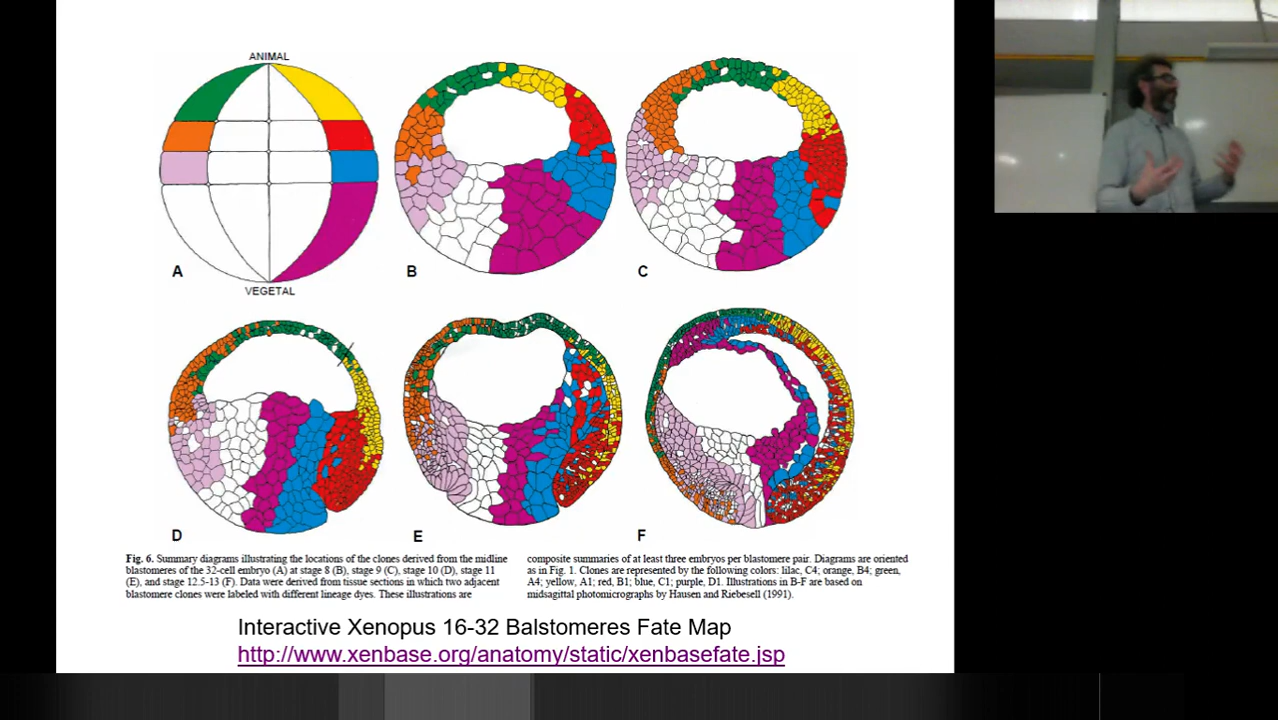 ANIMAL
A
VEGETAL
B
C
D
E
F
Fig. 6. Summary diagrams illustrating the locations of the clones derived from the midline
blastomeres of the 32-cell embryo (A) at stage 8 (B), stage 9 (C), stage 10 (D), stage 11
(E), and stage 12.5-13 (F). Data were derived from tissue sections in which two adjacent
blastomere clones were labeled with different lineage dyes. These illustrations are
composite summaries of at least three embryos per blastomere pair. Diagrams are oriented
as in Fig. 1. Clones are represented by the following colors: lilac, C4; orange, B4; green,
A4; yellow, A1; red, B1; blue, C1; purple, D1. Illustrations in B-F are based on
midsagittal photomicrographs by Hausen and Riebesell (1991).
Interactive Xenopus 16-32 Balstomeres Fate Map
http://www.xenbase.org/anatomy/static/xenbasefate.jsp